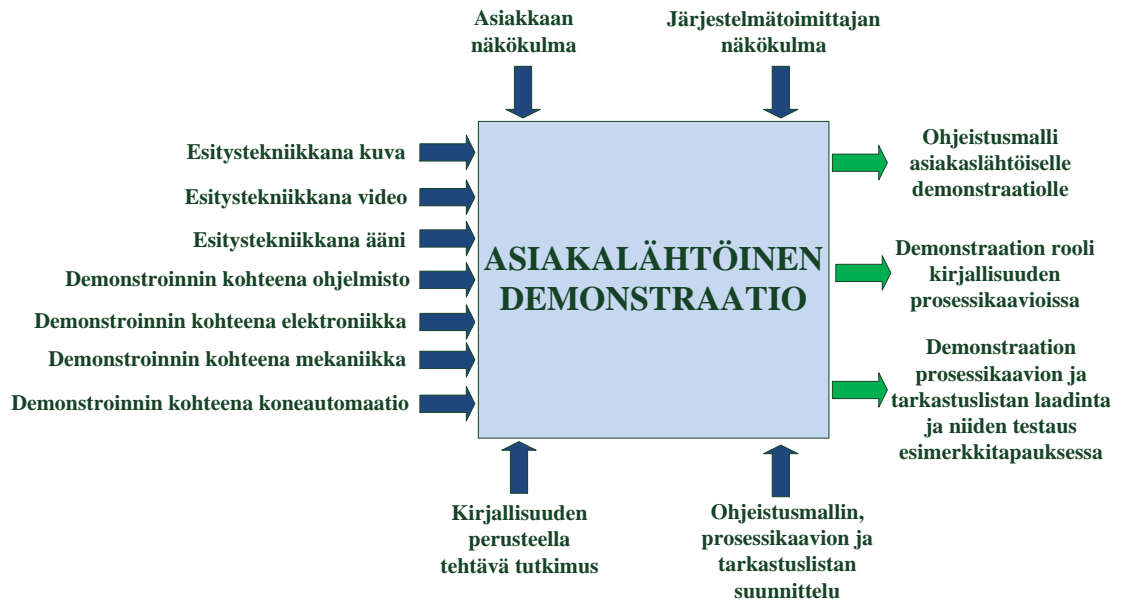 Asiakkaan
näkökulma
Järjestelmätoimittajan
näkökulma
Esitystekniikkana kuva
Esitystekniikkana video
Esitystekniikkana ääni
Demonstroinnin kohteena ohjelmisto
Demonstroinnin kohteena elektroniikka
Demonstroinnin kohteena mekaniikka
Demonstroinnin kohteena koneautomaatio
ASIAKALÄHTÖINEN
DEMONSTRAATIO
Ohjeistusmalli
asiakaslähtöiselle
demonstraatiolle
Demonstraation rooli
kirjallisuuden
prosessikaavioissa
Demonstraation
prosessikaavion ja
tarkastuslistan laadinta
ja niiden testaus
esimerkkitapauksessa
Kirjallisuuden
perusteella
tehtävä tutkimus
Ohjeistusmallin,
prosessikaavion ja
tarkastuslistan
suunnittelu